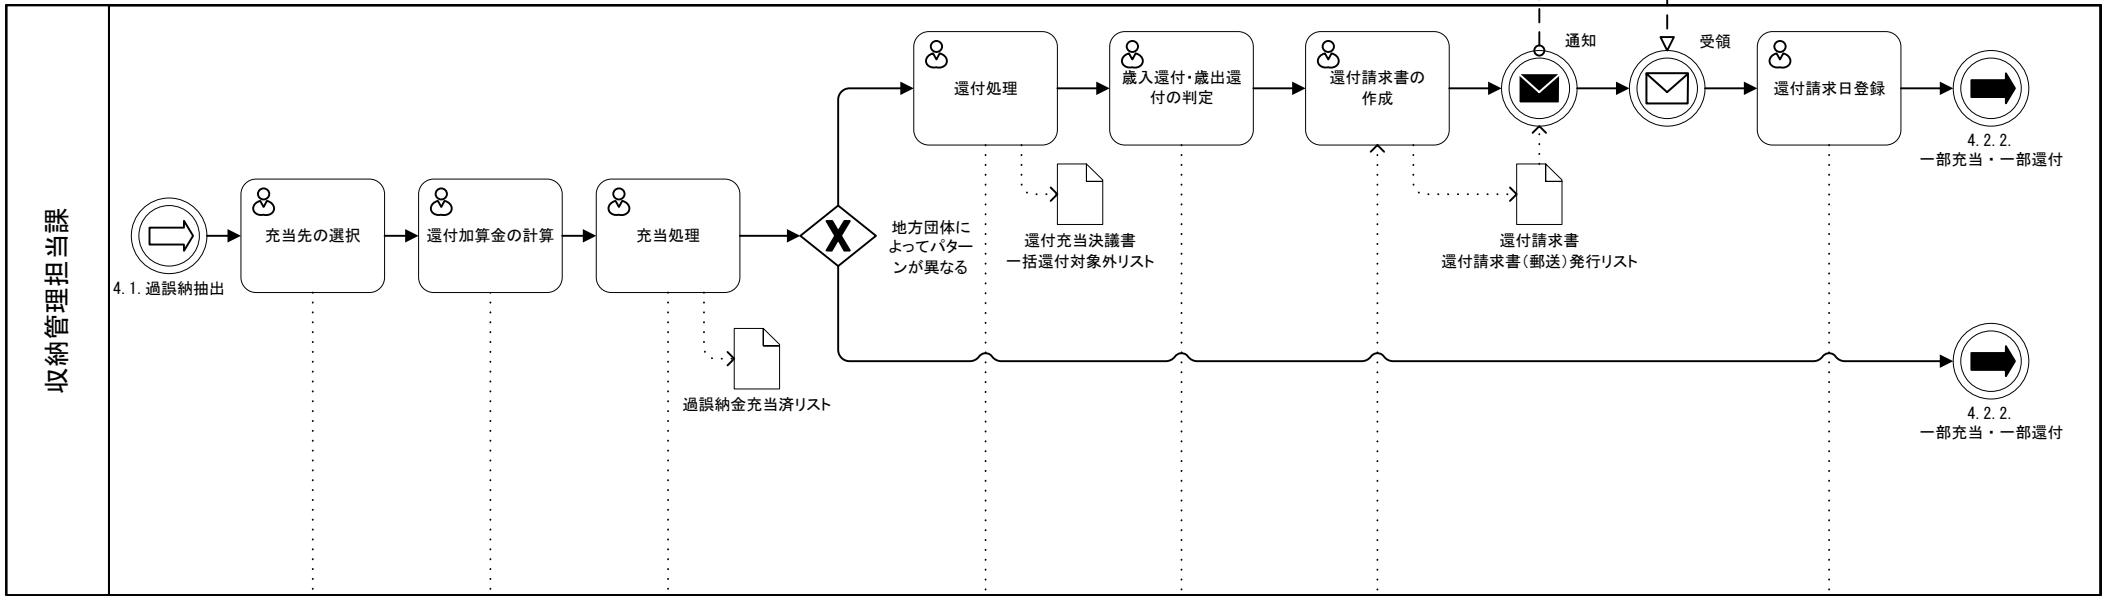 収納管理担当課
4.1.過誤納抽出
充当先の選択
還付加算金の計算
充当処理
過誤納金充当済リスト
地方団体に
よってパター
ンが異なる
還付処理
還付充当決議書
一括還付対象外リスト
歳入還付・歳出還
付の判定
還付請求書の
作成
還付請求書
還付請求書(郵送)発行リスト
通知
受領
還付請求日登録
4.2.2.
一部充当・一部還付
4.2.2.
一部充当・一部還付